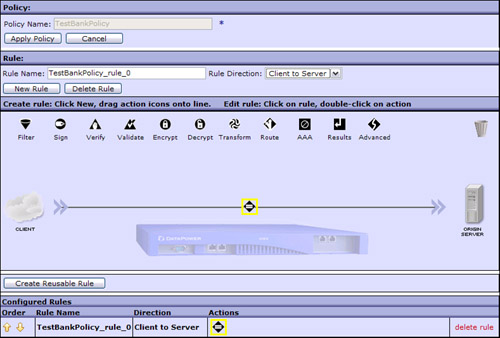 Policy:
Policy Name: TestBankPolicy *
Apply Policy Cancel
Rule:
Rule Name: TestBankPolicy_rule_0 Rule Direction: Client to Server
New Rule Delete Rule
Create rule: Click New, drag action icons onto line. Edit rule: Click on rule, double-click on action
Filter Sign Verify Validate Encrypt Decrypt Transform Route AAA Results Advanced
CLIENT
ORIGIN
SERVER
DATAPOWER
Create Reusable Rule
Configured Rules
Order Rule Name Direction Actions
TestBankPolicy_rule_0 Client to Server delete rule